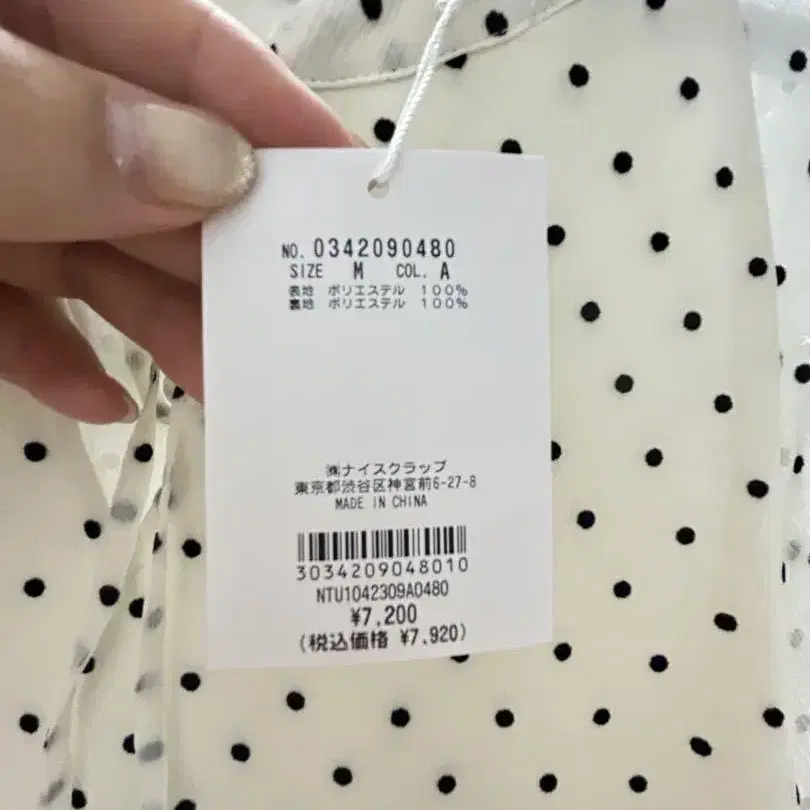 NO. 0342090480
SIZE M COL. A
表地 ポリエステル 100%
裏地 ポリエステル 100%
㈱ナイスクラップ
東京都渋谷区神宮前6-27-8
MADE IN CHINA
3034209048010
NTU1042309A0480
¥7,200
(税込価格 ¥7,920)